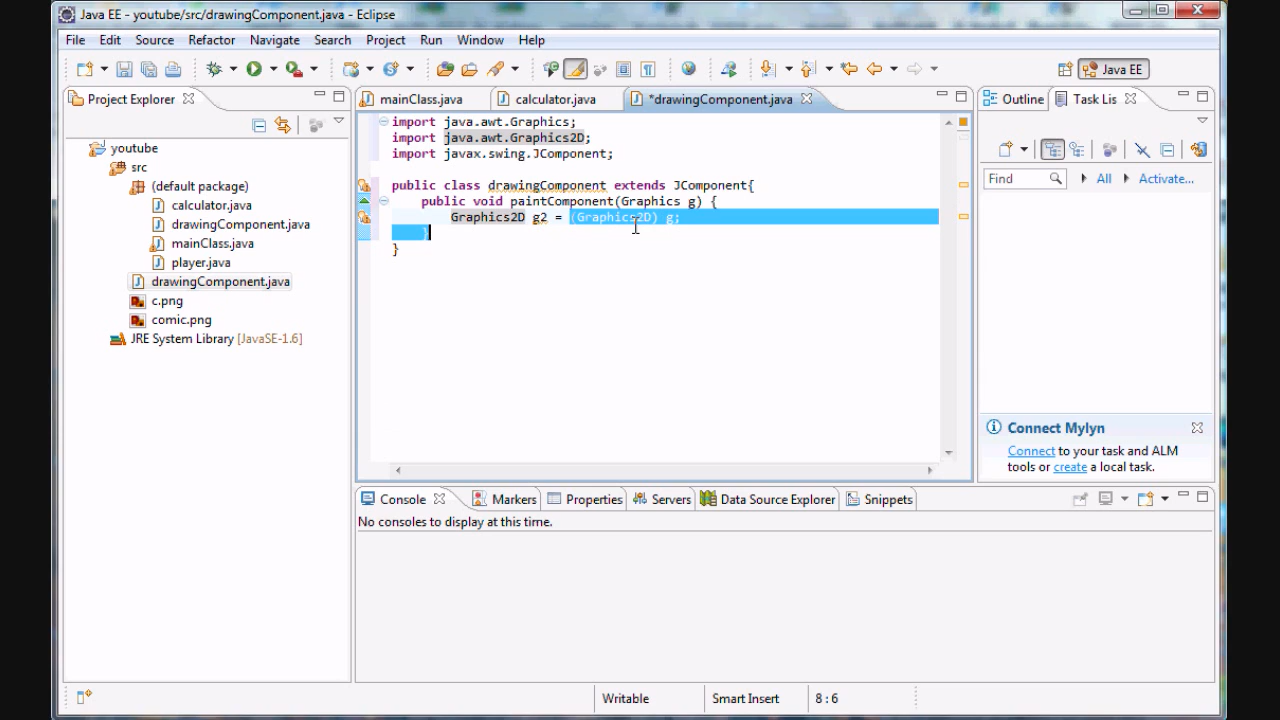 Java EE - youtube/src/drawingComponent.java - Eclipse
File Edit Source Refactor Navigate Search Project Run Window Help
Java EE
Project Explorer
youtube
src
(default package)
calculator.java
drawingComponent.java
mainClass.java
player.java
drawingComponent.java
c.png
comic.png
JRE System Library [JavaSE-1.6]
mainClass.java calculator.java *drawingComponent.java
import java.awt.Graphics;
import java.awt.Graphics2D;
import javax.swing.JComponent;
public class drawingComponent extends JComponent{
public void paintComponent(Graphics g) {
Graphics2D g2 = (Graphics2D) g;
}
}
Outline Task Lis
Find All Activate...
Connect Mylyn
Connect to your task and ALM
tools or create a local task.
Console Markers Properties Servers Data Source Explorer Snippets
No consoles to display at this time.
Writable Smart Insert 8:6